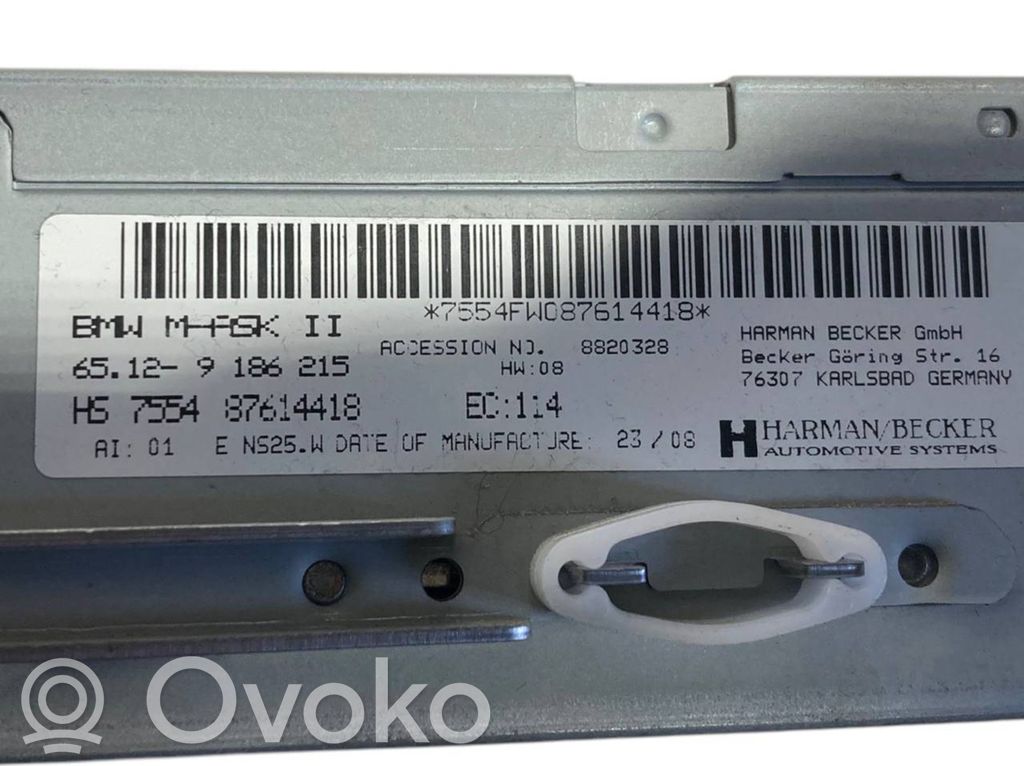 *7554FW087614418*
BMW M-ASK II
ACCESSION NO. 8820328
HARMAN BECKER GmbH
65.12- 9 186 215
HW:08
Becker Göring Str. 16
76307 KARLSBAD GERMANY
HS 7554 87614418
EC:114
AI: 01 E NS25.W DATE OF MANUFACTURE: 23/08
HARMAN/BECKER
AUTOMOTIVE SYSTEMS
Ovoko